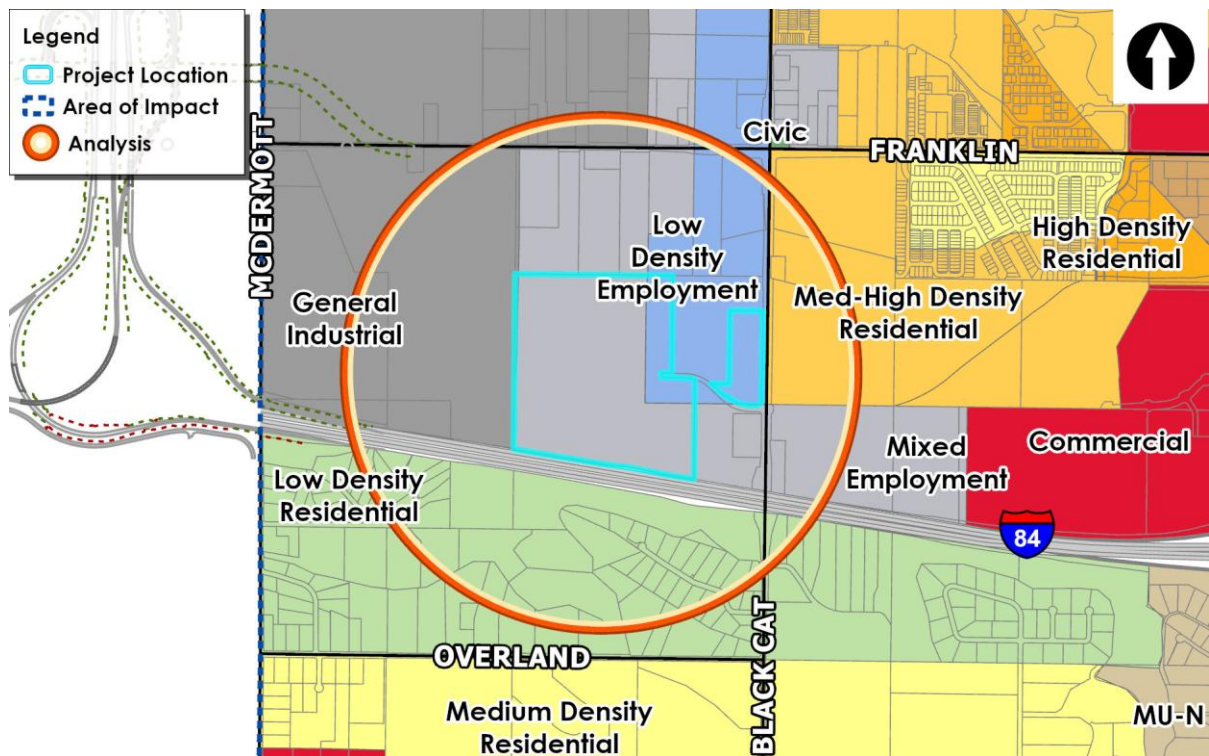 Legend
Project Location
Area of Impact
Analysis
MCDERMOTT
Civic
FRANKLIN
Low
Density
Employment
High Density
Residential
General
Industrial
Med-High Density
Residential
Low Density
Residential
Mixed
Employment
Commercial
84
BLACK CAT
OVERLAND
Medium Density
Residential
MU-N